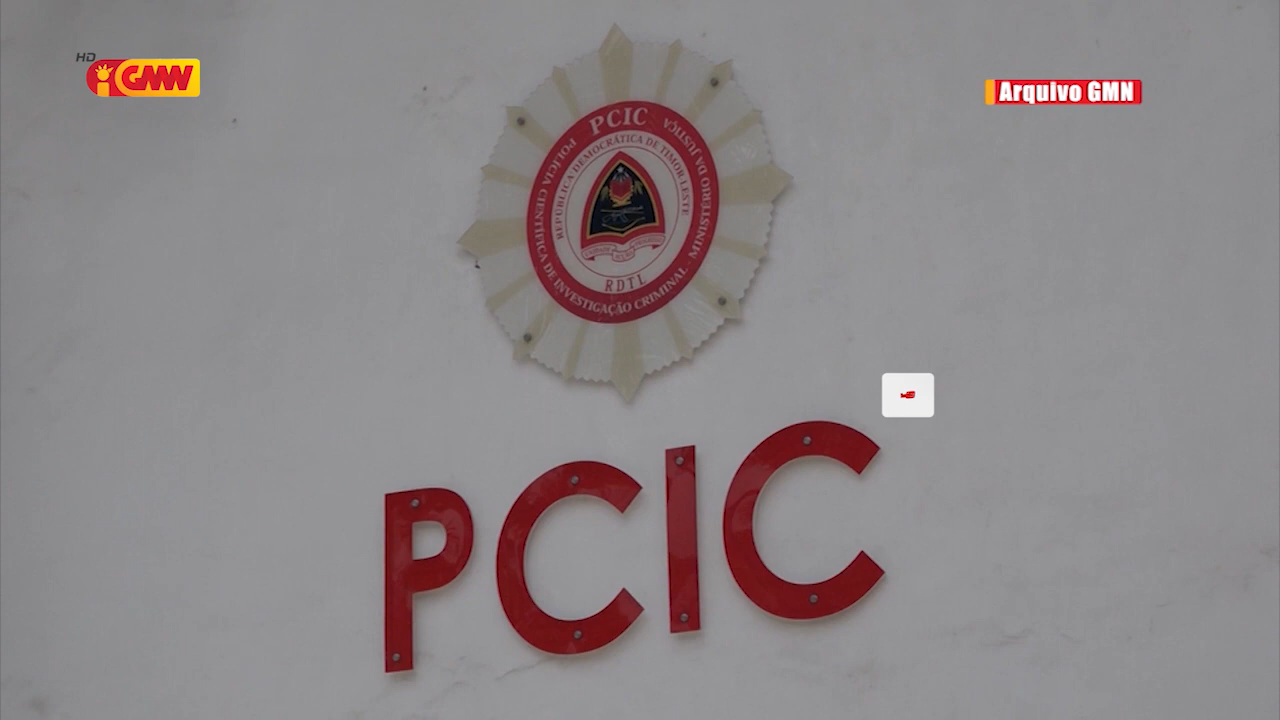 HD
GMN
Arquivo GMN
PCIC
POLÍCIA CIENTÍFICA DE INVESTIGAÇÃO CRIMINAL - MINISTÉRIO DA JUSTIÇA
REPÚBLICA DEMOCRÁTICA DE TIMOR LESTE
RDTL
PCIC